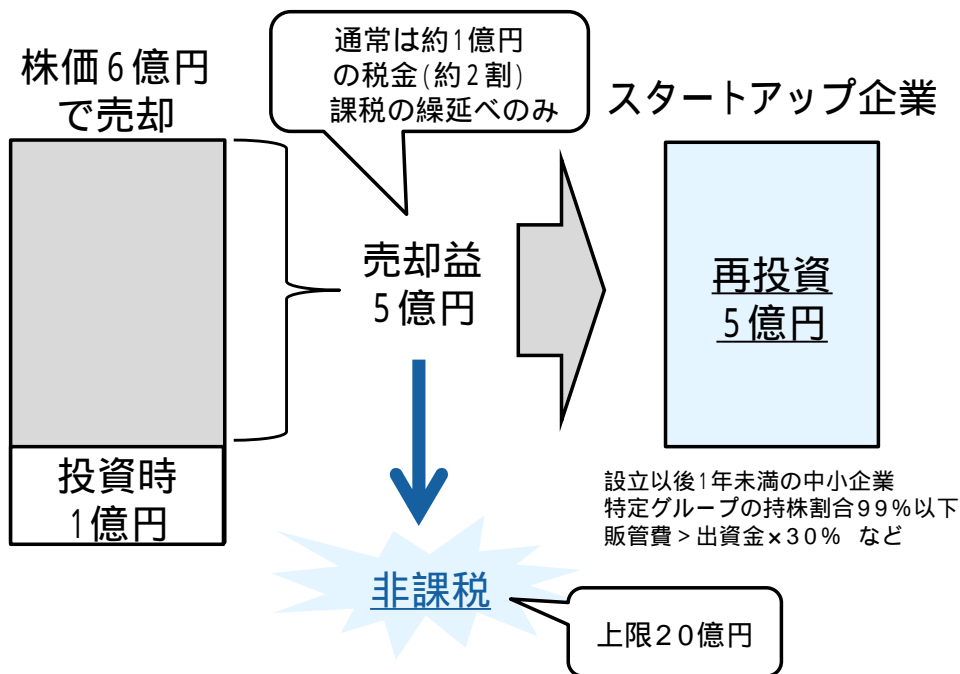 株価6億円
で売却
通常は約1億円
の税金(約2割)
課税の繰延べのみ
スタートアップ企業
売却益
5億円
再投資
5億円
投資時
1億円
設立以後1年未満の中小企業
特定グループの持株割合99%以下
販管費>出資金×30% など
非課税
上限20億円